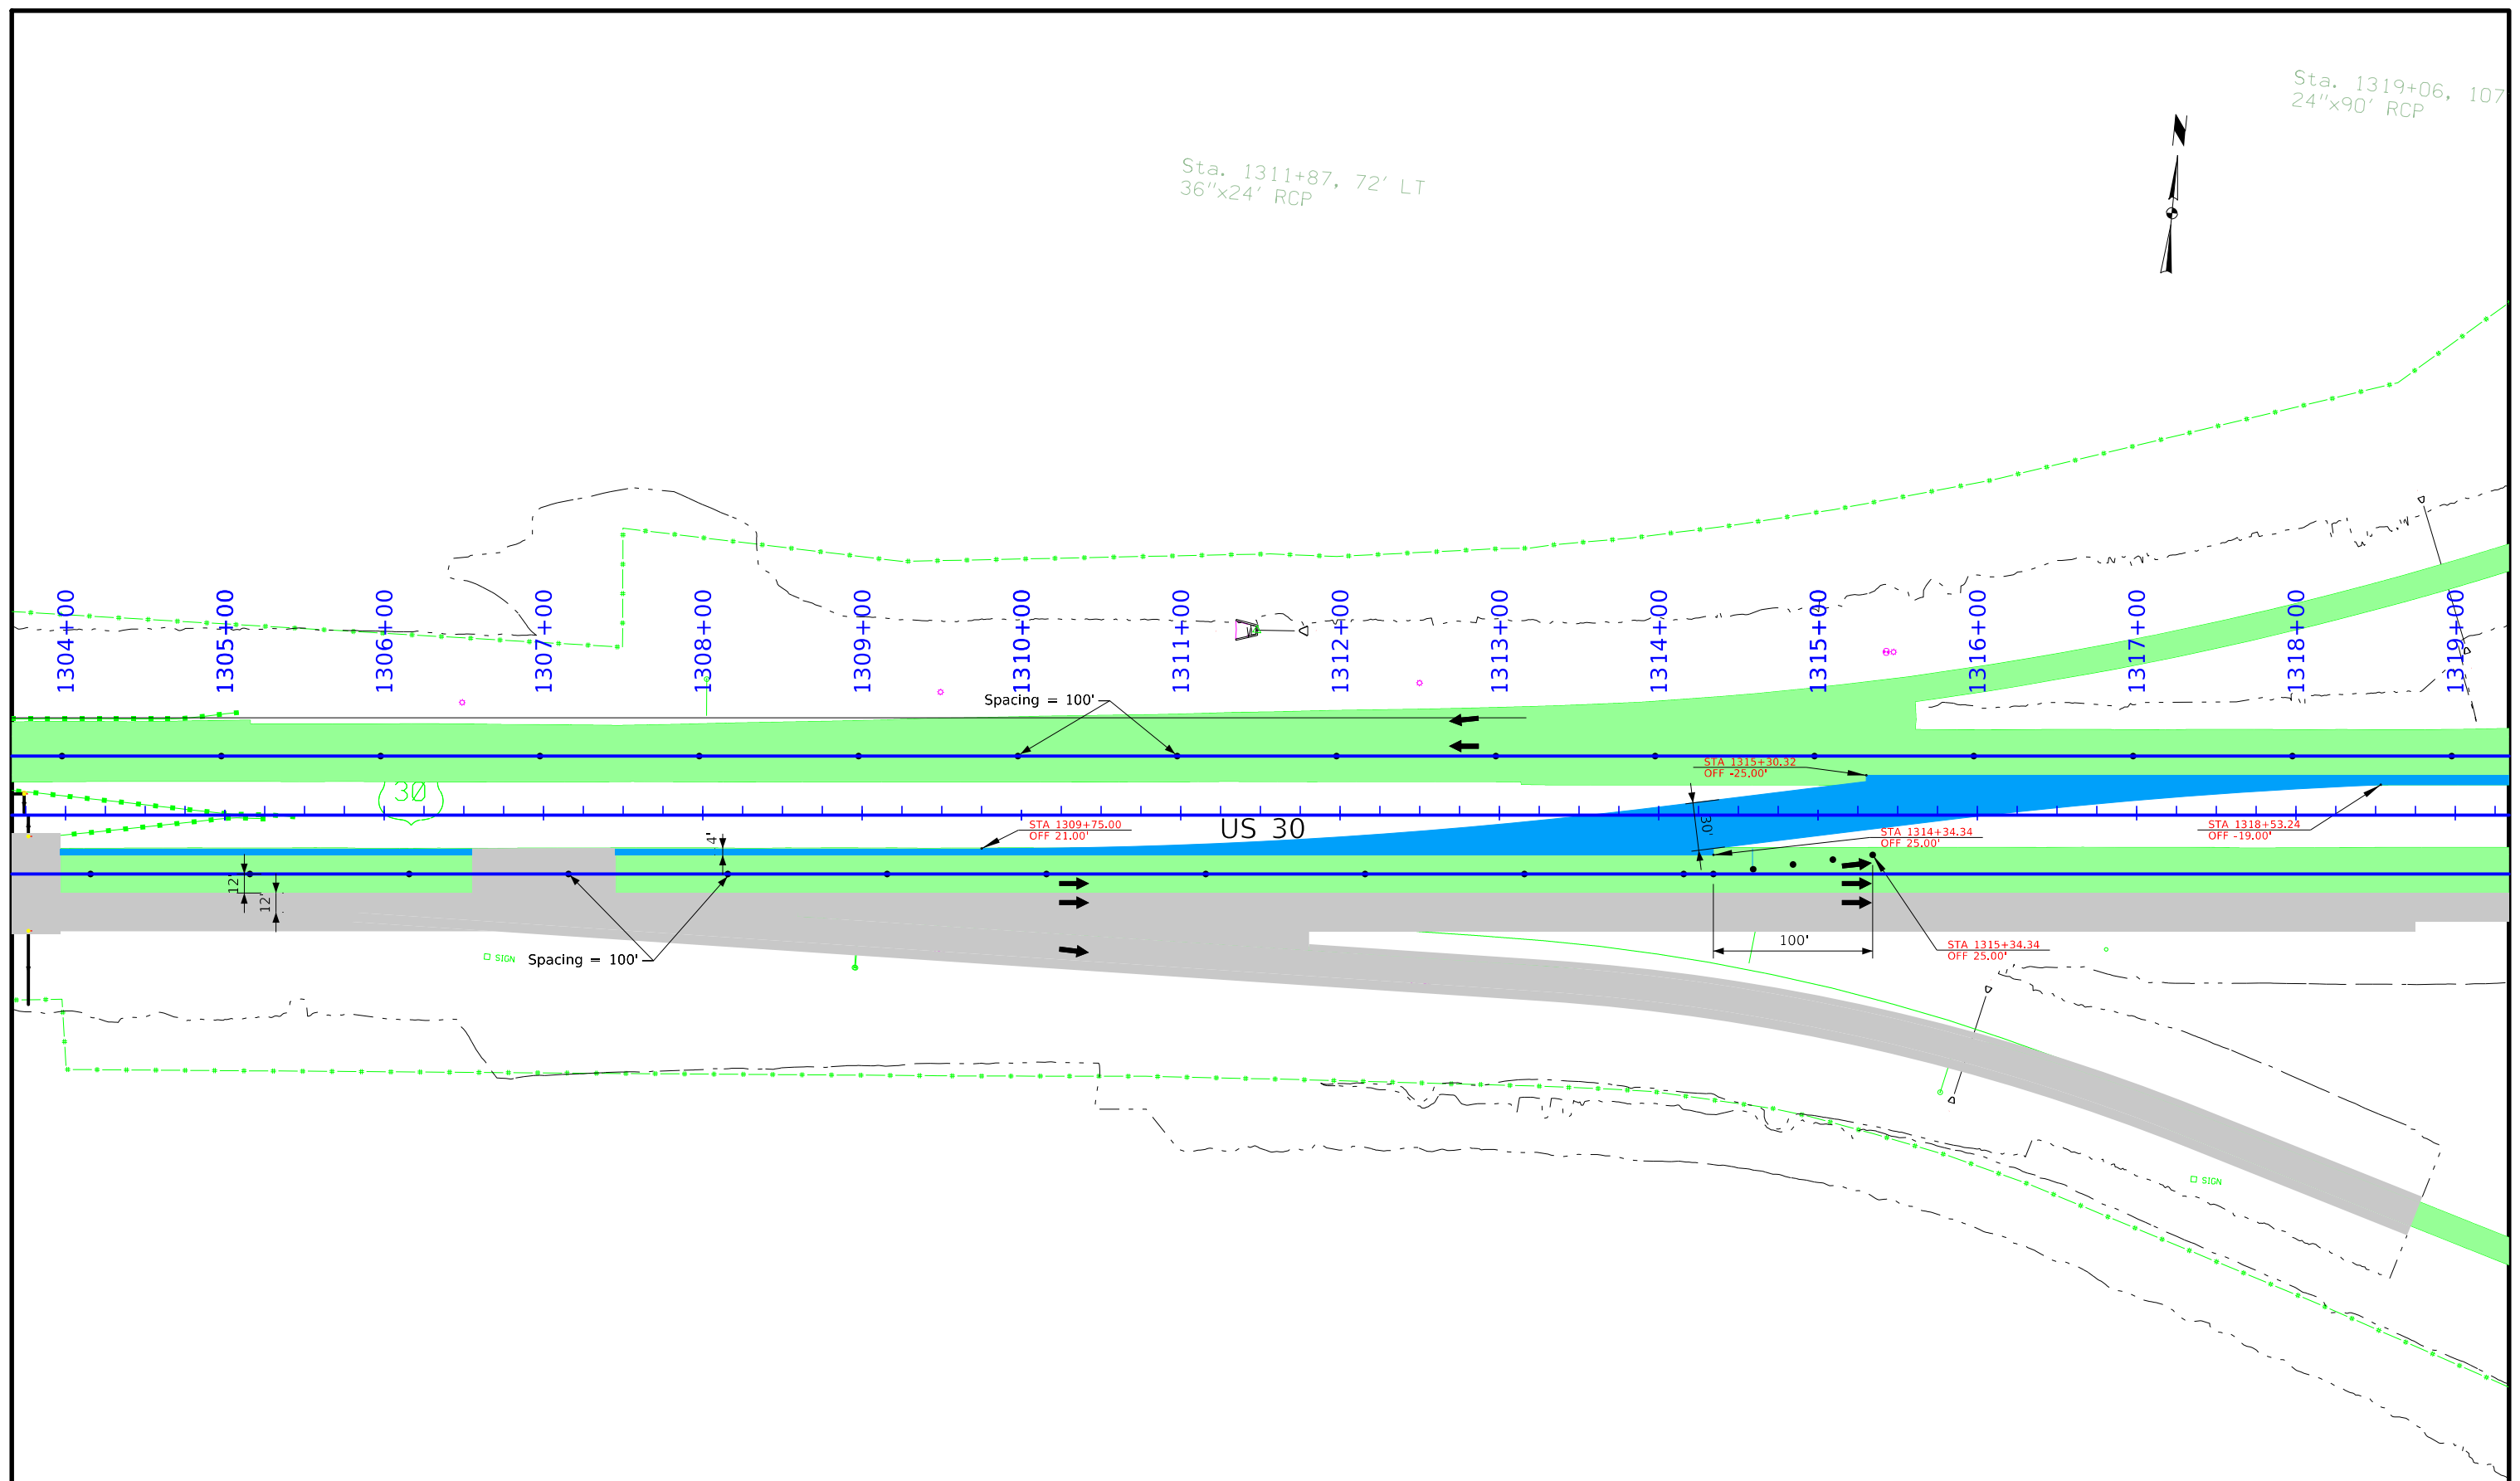 Sta. 1319+06, 107
24"x90' RCP
N
Sta. 1311+87, 72' LT
36"x24' RCP
1304+00
1305+00
1306+00
1307+00
1308+00
1309+00
1310+00
1311+00
1312+00
1313+00
1314+00
1315+00
1316+00
1317+00
1318+00
1319+00
Spacing = 100'
STA 1315+30.32
OFF -25.00'
30
STA 1309+75.00
OFF 21.00'
US 30
30'
STA 1314+34.34
OFF 25.00'
STA 1318+53.24
OFF -19.00'
4'
12'
12'
SIGN
Spacing = 100'
100'
STA 1315+34.34
OFF 25.00'
SIGN